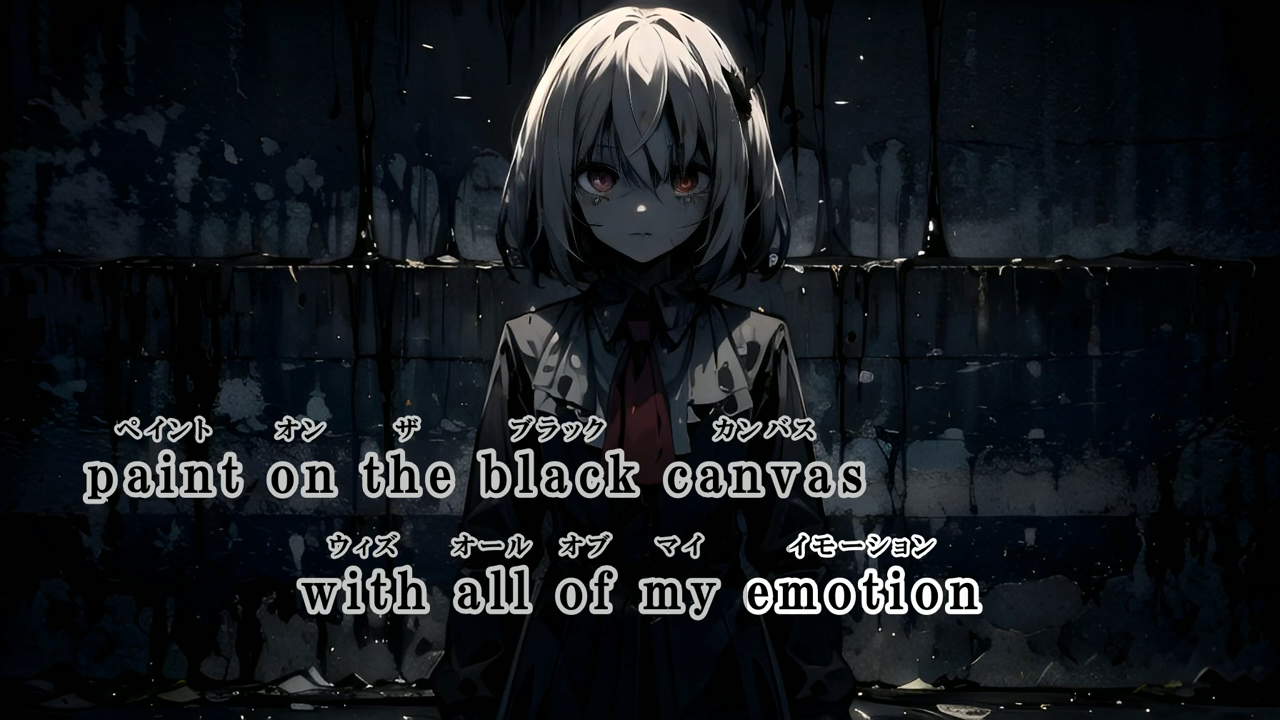 ペイント オン ザ ブラック カンバス
paint on the black canvas
ウィズ オール オブ マイ イモーション
with all of my emotion